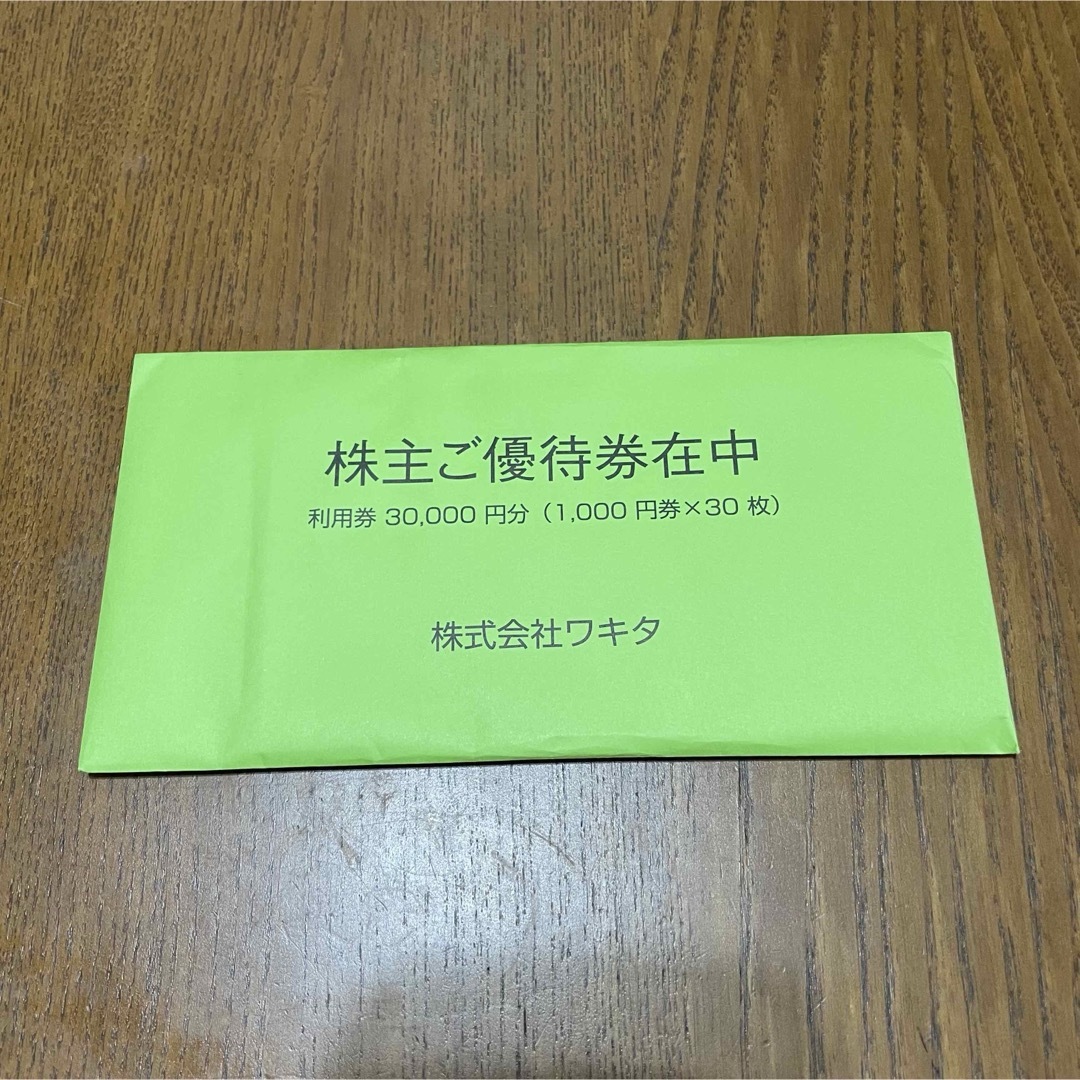 株主ご優待券在中
利用券 30,000 円分（1,000 円券×30 枚）
株式会社ワキタ